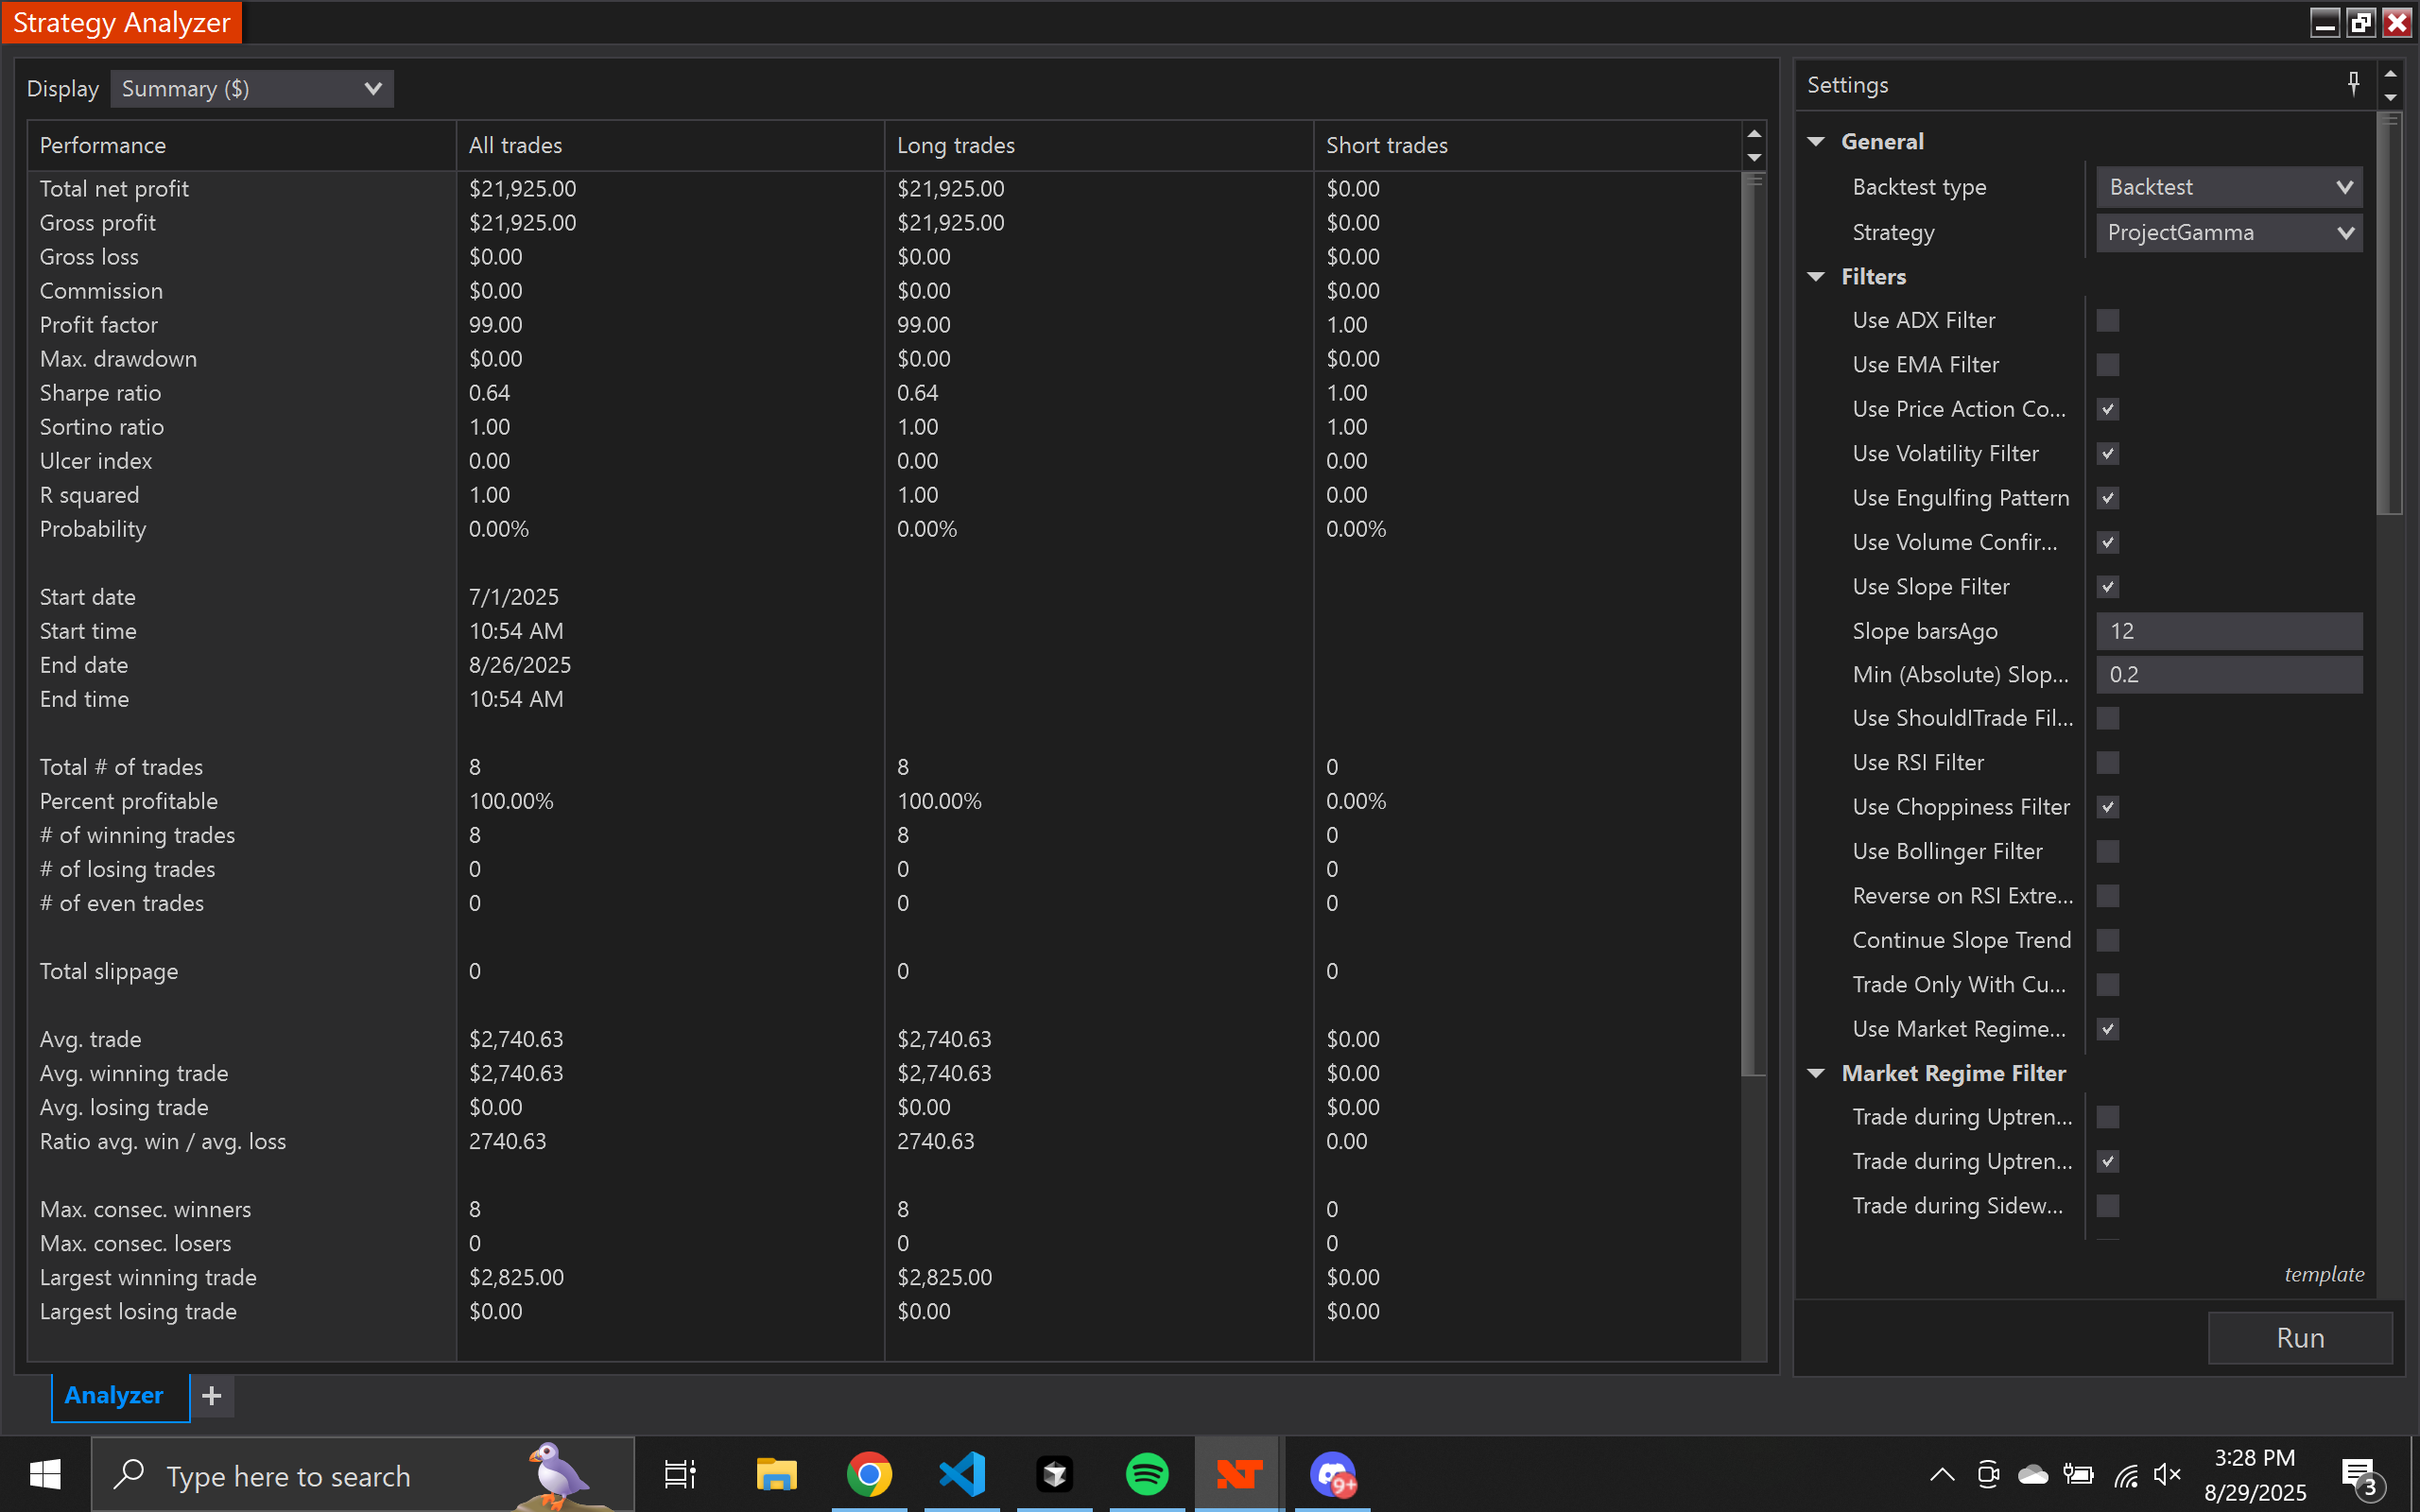 Strategy Analyzer
Display Summary ($)
Performance All trades Long trades Short trades
Total net profit $21,925.00 $21,925.00 $0.00
Gross profit $21,925.00 $21,925.00 $0.00
Gross loss $0.00 $0.00 $0.00
Commission $0.00 $0.00 $0.00
Profit factor 99.00 99.00 1.00
Max. drawdown $0.00 $0.00 $0.00
Sharpe ratio 0.64 0.64 1.00
Sortino ratio 1.00 1.00 1.00
Ulcer index 0.00 0.00 0.00
R squared 1.00 1.00 0.00
Probability 0.00% 0.00% 0.00%
Start date 7/1/2025
Start time 10:54 AM
End date 8/26/2025
End time 10:54 AM
Total # of trades 8 8 0
Percent profitable 100.00% 100.00% 0.00%
# of winning trades 8 8 0
# of losing trades 0 0 0
# of even trades 0 0 0
Total slippage 0 0 0
Avg. trade $2,740.63 $2,740.63 $0.00
Avg. winning trade $2,740.63 $2,740.63 $0.00
Avg. losing trade $0.00 $0.00 $0.00
Ratio avg. win / avg. loss 2740.63 2740.63 0.00
Max. consec. winners 8 8 0
Max. consec. losers 0 0 0
Largest winning trade $2,825.00 $2,825.00 $0.00
Largest losing trade $0.00 $0.00 $0.00
Analyzer +
Settings
General
Backtest type Backtest
Strategy ProjectGamma
Filters
Use ADX Filter
Use EMA Filter
Use Price Action Co...
Use Volatility Filter
Use Engulfing Pattern
Use Volume Confir...
Use Slope Filter
Slope barsAgo 12
Min (Absolute) Slop... 0.2
Use ShouldITrade Fil...
Use RSI Filter
Use Choppiness Filter
Use Bollinger Filter
Reverse on RSI Extre...
Continue Slope Trend
Trade Only With Cu...
Use Market Regime...
Market Regime Filter
Trade during Uptren...
Trade during Uptren...
Trade during Sidew...
template
Run
Type here to search
9+
3:28 PM
8/29/2025
3